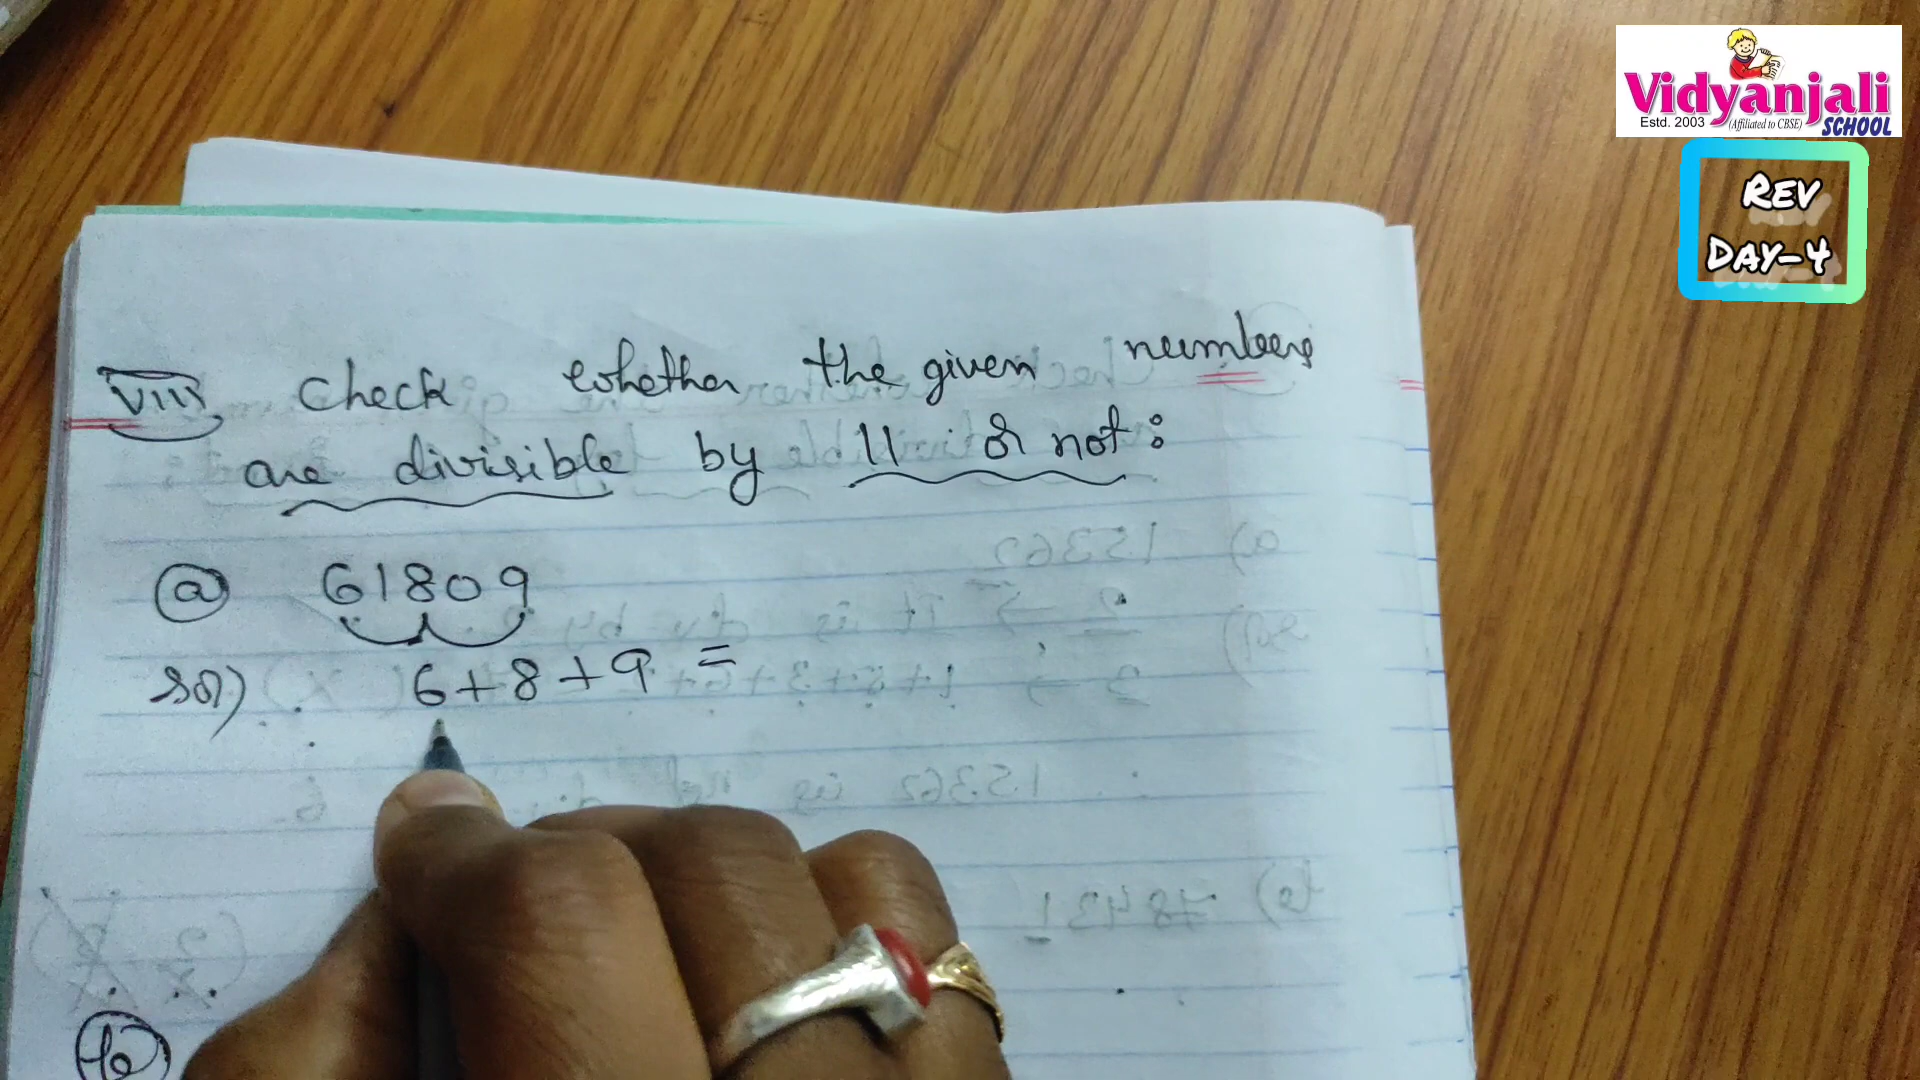 Vidyanjali
Estd. 2003 (Affiliated to CBSE) SCHOOL
REV
DAY-4
VIII Check whether the given numbers
are divisible by 11 or not:
(a) 61809
Sol) 6+8+9 =
(b)